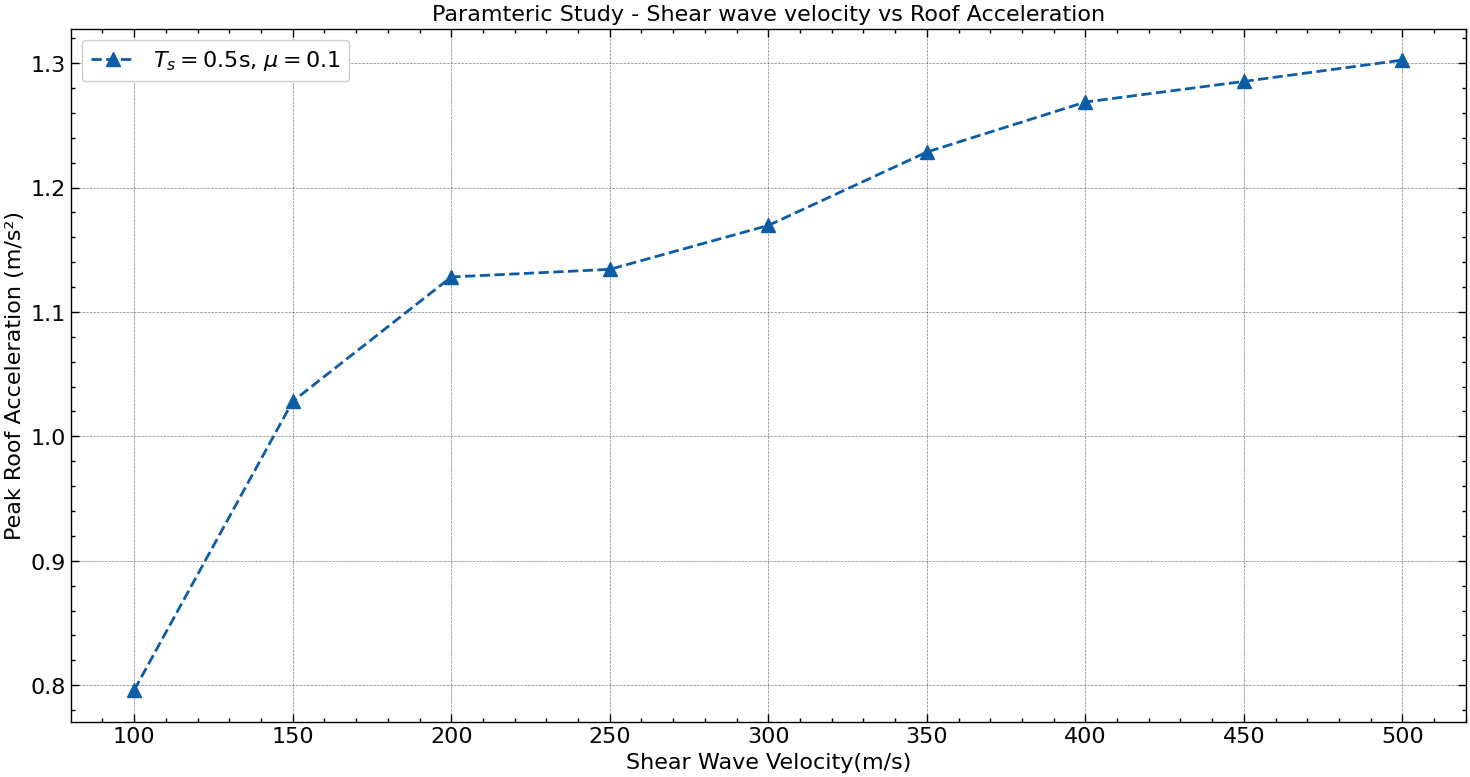 Paramteric Study - Shear wave velocity vs Roof Acceleration
T_s = 0.5s, μ = 0.1
Peak Roof Acceleration (m/s²)
1.3
1.2
1.1
1.0
0.9
0.8
100 150 200 250 300 350 400 450 500
Shear Wave Velocity(m/s)